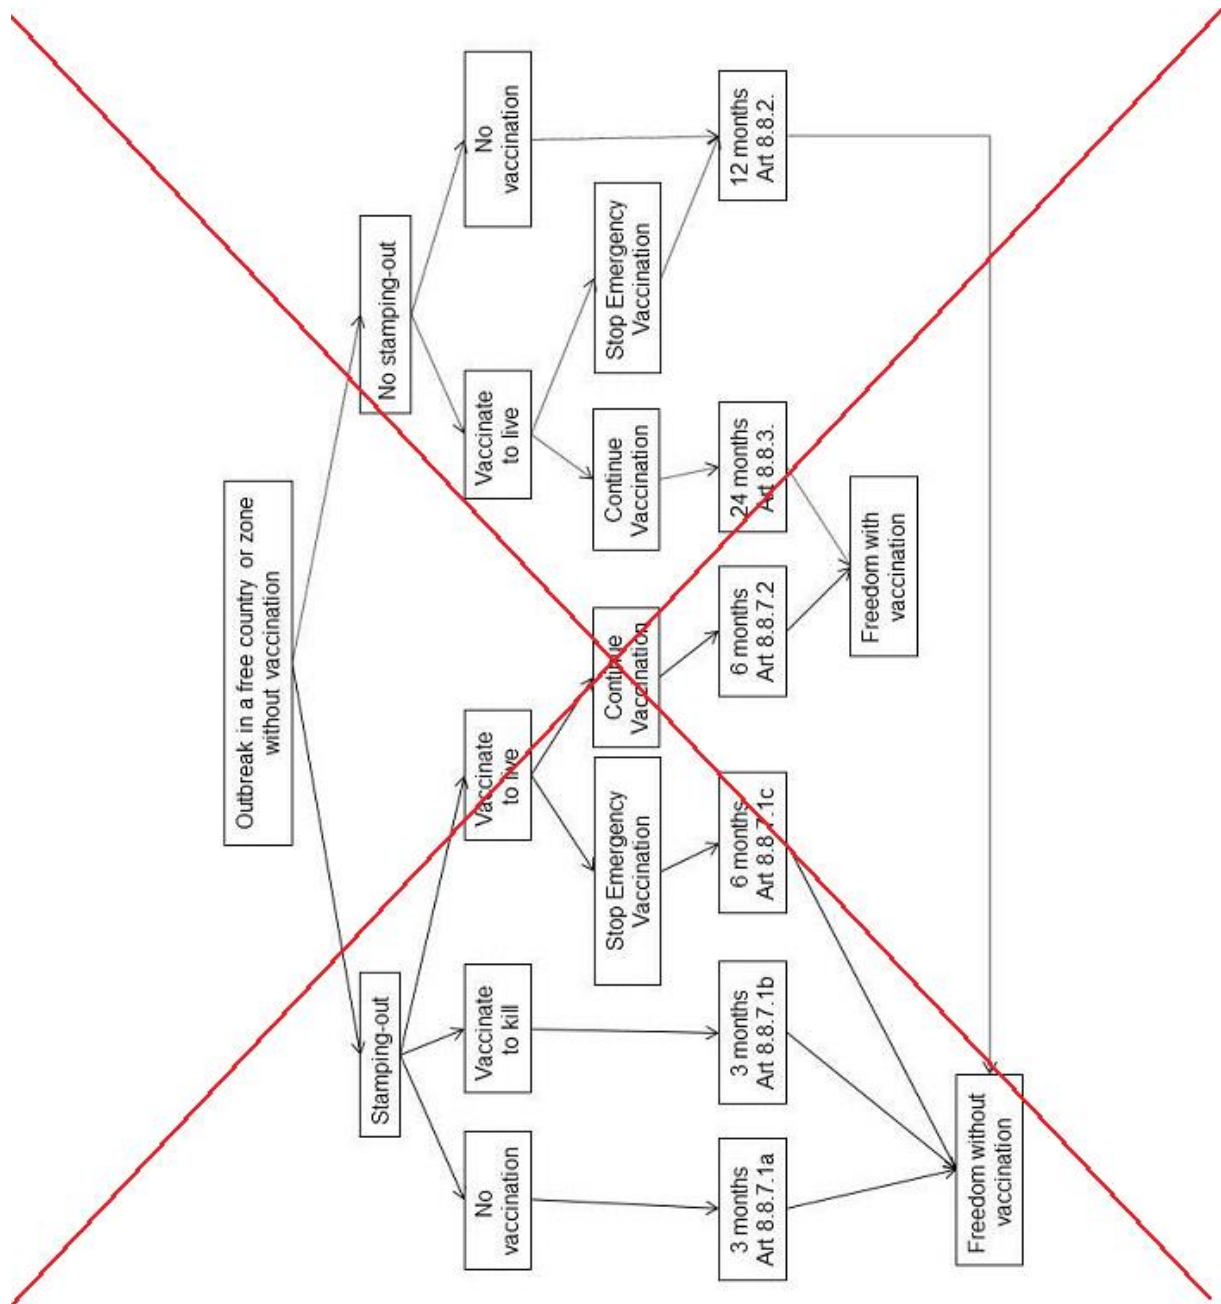 Outbreak in a free country or zone
without vaccination
Stamping-out
No stamping-out
No
vaccination
Vaccinate
to kill
Vaccinate
to live
Vaccinate
to live
No
vaccination
Stop Emergency
Vaccination
Continue
Vaccination
Continue
Vaccination
Stop Emergency
Vaccination
3 months
Art 8.8.7.1a
3 months
Art 8.8.7.1b
6 months
Art 8.8.7.1c
6 months
Art 8.8.7.2
24 months
Art 8.8.3.
12 months
Art 8.8.2.
Freedom with
vaccination
Freedom without
vaccination